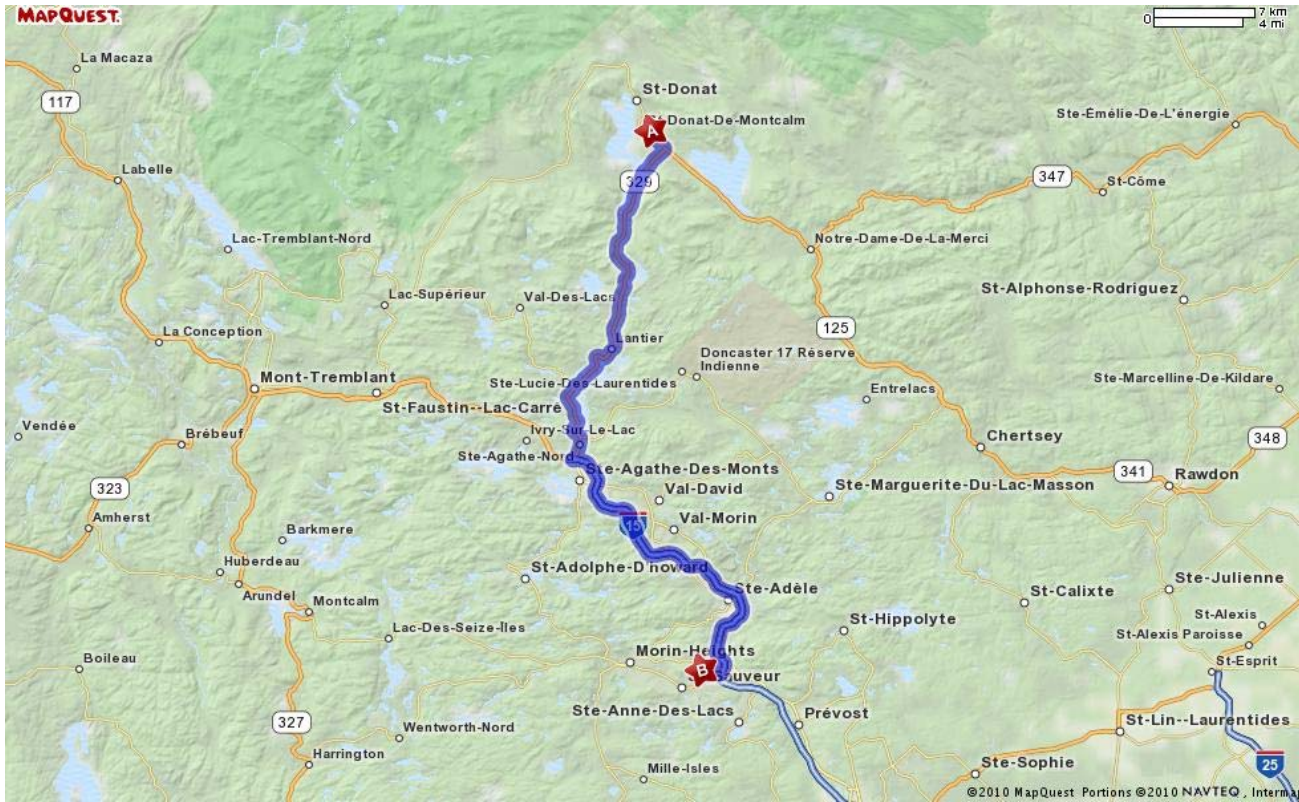 MAPQUEST.
7 km
0
4 mi
La Macaza
117
St-Donat
A
St-Donat-De-Montcalm
Ste-Émélie-De-L'énergie
Labelle
329
347
St-Côme
Lac-Tremblant-Nord
Notre-Dame-De-La-Merci
Lac-Supérieur
Val-Des-Lacs
St-Alphonse-Rodriguez
La Conception
Lantier
125
Doncaster 17 Réserve
Indienne
Mont-Tremblant
Ste-Lucie-Des-Laurentides
Ste-Marcelline-De-Kildare
Entrelacs
St-Faustin--Lac-Carré
Vendée
Brébeuf
Ivry-Sur-Le-Lac
Chertsey
348
Ste-Agathe-Nord
Ste-Agathe-Des-Monts
341
Rawdon
323
Val-David
Ste-Marguerite-Du-Lac-Masson
Amherst
Barkmere
15
Val-Morin
Huberdeau
St-Adolphe-D'howard
Ste-Adèle
Ste-Julienne
Arundel
Montcalm
St-Calixte
St-Hippolyte
St-Alexis
Lac-Des-Seize-Iles
St-Alexis Paroisse
Boileau
Morin-Heights
St-Esprit
B
Sauveur
327
Wentworth-Nord
Ste-Anne-Des-Lacs
Prévost
St-Lin--Laurentides
Harrington
Mille-Isles
Ste-Sophie
25
©2010 MapQuest Portions ©2010 NAVTEQ, Interma